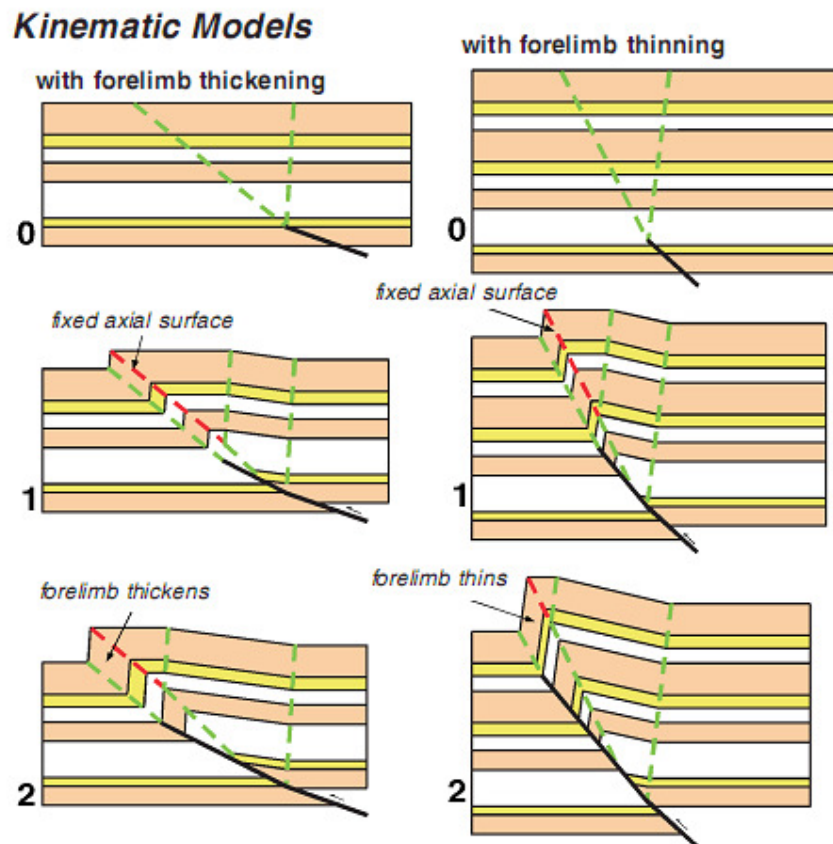 Kinematic Models
with forelimb thickening
with forelimb thinning
0
0
fixed axial surface
fixed axial surface
1
1
forelimb thickens
forelimb thins
2
2